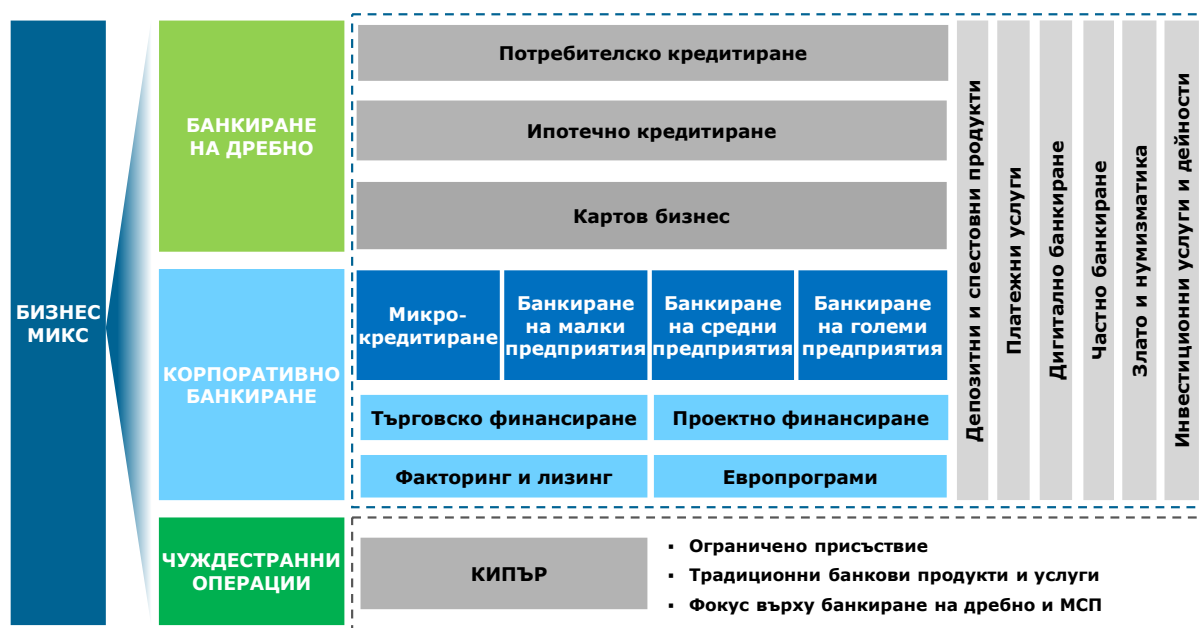 БИЗНЕС
МИКС
БАНКИРАНЕ
НА ДРЕБНО
Потребителско кредитиране
Ипотечно кредитиране
Картов бизнес
КОРПОРАТИВНО
БАНКИРАНЕ
Микро-
кредитиране
Банкиране
на малки
предприятия
Банкиране
на средни
предприятия
Банкиране
на големи
предприятия
Търговско финансиране
Проектно финансиране
Факторинг и лизинг
Европрограми
Депозитни и спестовни продукти
Платежни услуги
Дигитално банкиране
Частно банкиране
Злато и нумизматика
Инвестиционни услуги и дейности
ЧУЖДЕСТРАННИ
ОПЕРАЦИИ
КИПЪР
▪ Ограничено присъствие
▪ Традиционни банкови продукти и услуги
▪ Фокус върху банкиране на дребно и МСП